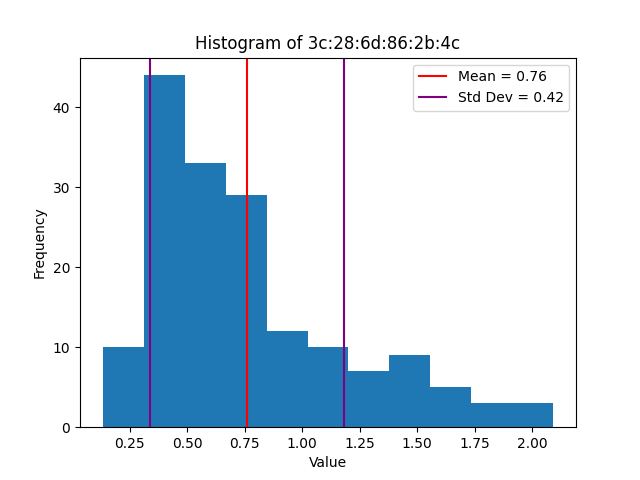 Histogram of 3c:28:6d:86:2b:4c
Mean = 0.76
Std Dev = 0.42
Frequency
40
30
20
10
0
0.25 0.50 0.75 1.00 1.25 1.50 1.75 2.00
Value